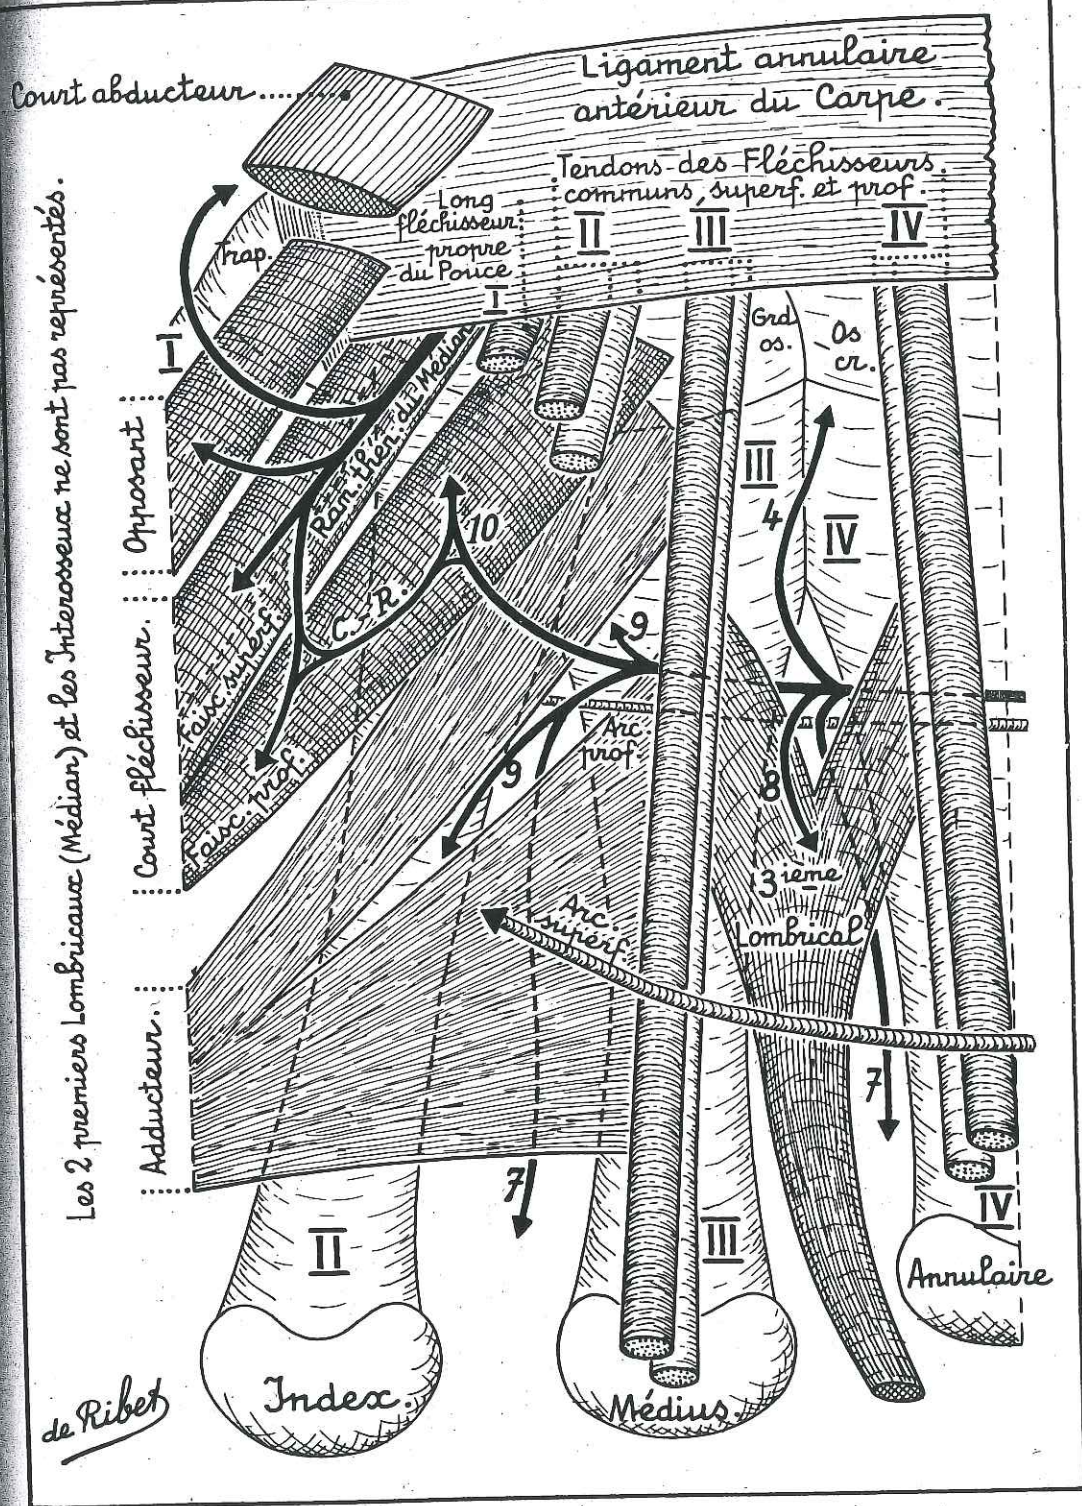 Ligament annulaire
antérieur du Carpe.
Court abducteur
Tendons des Fléchisseurs
communs, superf. et prof.
II
III
IV
Long
fléchisseur
propre
du Pouce
I
Trap.
I
Grd
os.
Os
cr.
Ram. thén. du Médian
III
IV
4
10
C.-R.
9
9
Opposant
Court fléchisseur.
Faisc. superf.
Faisc. prof.
Arc
prof.
8
3ième
Lombrical
Arc.
superf.
Adducteur.
7
7
II
III
IV
Index.
Médius.
Annulaire
Les 2 premiers Lombricaux (Médian) et les Interosseux ne sont pas représentés.
de Ribet